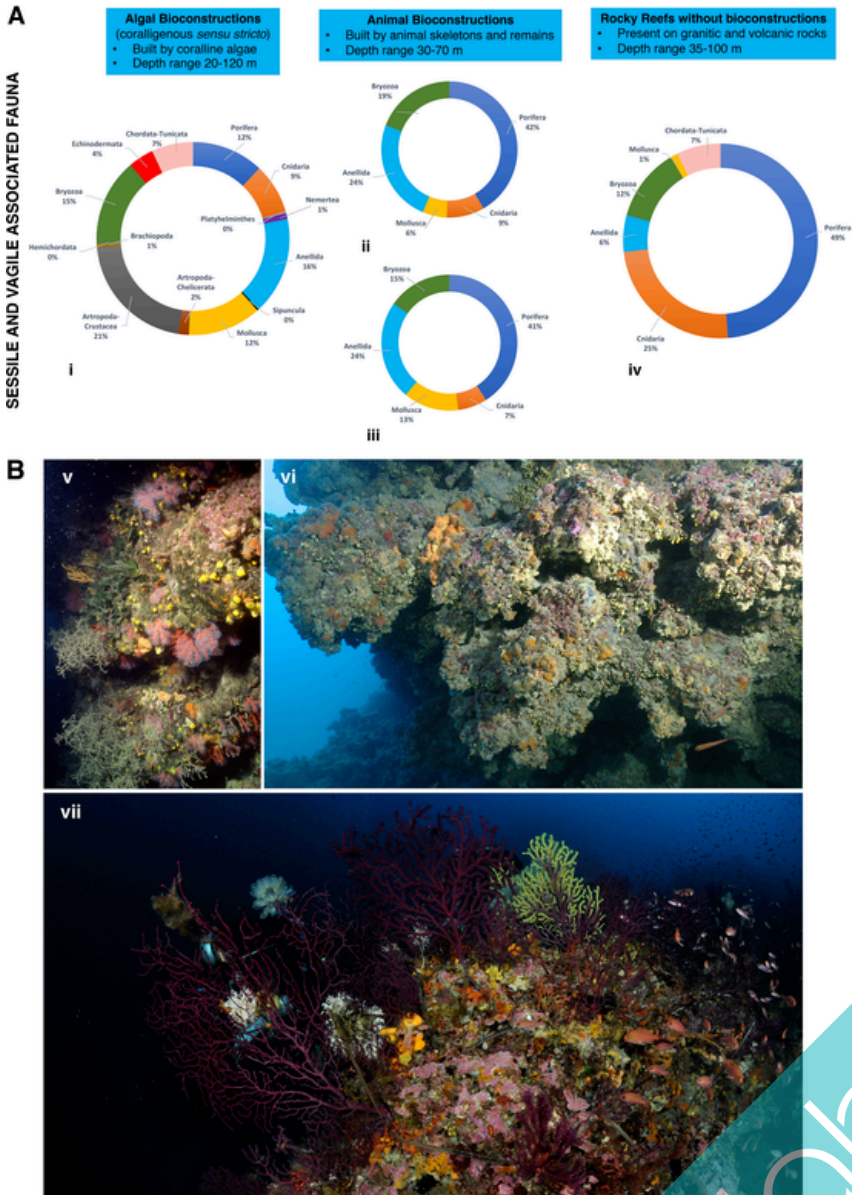 A
SESSILE AND VAGILE ASSOCIATED FAUNA
Algal Bioconstructions
(coralligenous sensu stricto)
• Built by coralline algae
• Depth range 20-120 m
Animal Bioconstructions
• Built by animal skeletons and remains
• Depth range 30-70 m
Rocky Reefs without bioconstructions
• Present on granitic and volcanic rocks
• Depth range 35-100 m
Chordata-Tunicata
7%
Porifera
12%
Echinodermata
4%
Cnidaria
9%
Bryozoa
15%
Nemertea
1%
Platyhelminthes
0%
Brachiopoda
1%
Hemichordata
0%
Anellida
16%
Artropoda-
Chelicerata
2%
Sipuncula
0%
Artropoda-
Crustacea
21%
Mollusca
12%
i
Bryozoa
19%
Porifera
42%
Anellida
24%
Mollusca
6%
Cnidaria
9%
ii
Bryozoa
15%
Porifera
41%
Anellida
24%
Mollusca
13%
Cnidaria
7%
iii
Chordata-Tunicata
7%
Mollusca
1%
Bryozoa
12%
Anellida
6%
Porifera
49%
Cnidaria
25%
iv
B
v
vi
vii